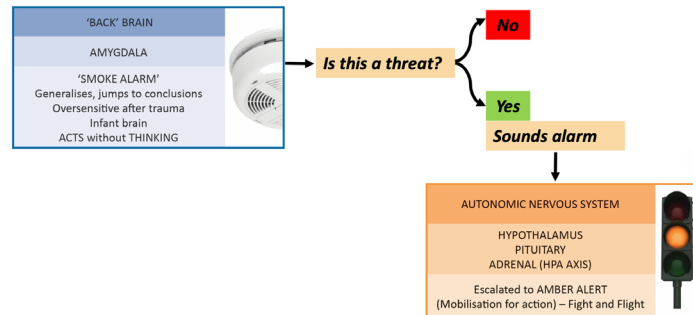 ‘BACK’ BRAIN
AMYGDALA
‘SMOKE ALARM’
Generalises, jumps to conclusions
Oversensitive after trauma
Infant brain
ACTS without THINKING
Is this a threat?
No
Yes
Sounds alarm
AUTONOMIC NERVOUS SYSTEM
HYPOTHALAMUS
PITUITARY
ADRENAL (HPA AXIS)
Escalated to AMBER ALERT
(Mobilisation for action) – Fight and Flight